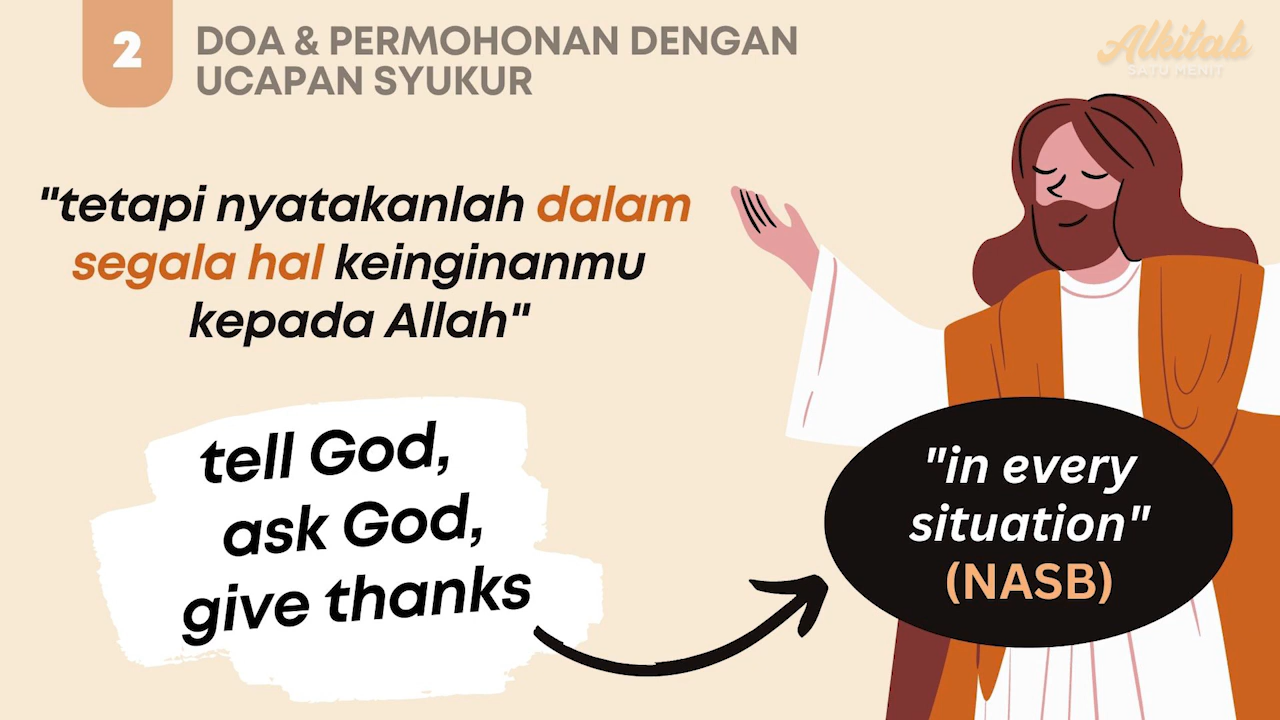 2
DOA & PERMOHONAN DENGAN
UCAPAN SYUKUR
Alkitab
SATU MENIT
"tetapi nyatakanlah dalam
segala hal keinginanmu
kepada Allah"
tell God,
ask God,
give thanks
"in every
situation"
(NASB)